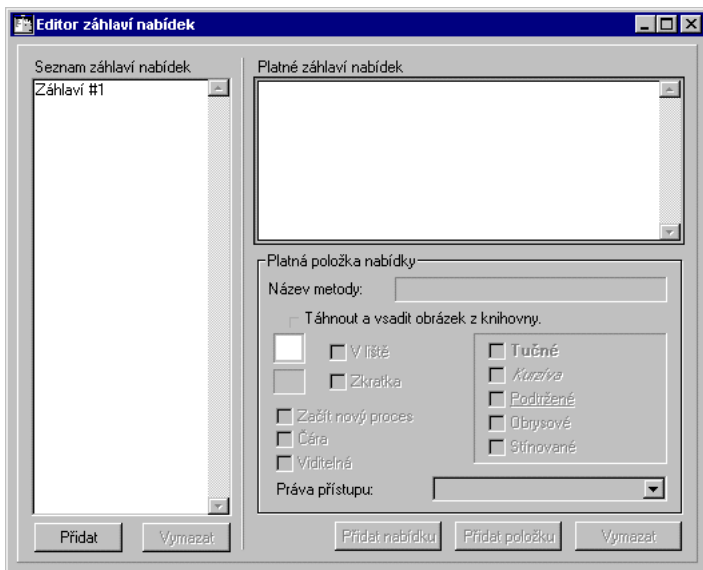 Editor záhlaví nabídek
Seznam záhlaví nabídek
Záhlaví #1
Přidat
Vymazat
Platné záhlaví nabídek
Platná položka nabídky
Název metody:
Táhnout a vsadit obrázek z knihovny.
V liště
Zkratka
Začít nový proces
Čára
Viditelná
Tučné
Kurzíva
Podtržené
Obrysové
Stínované
Práva přístupu:
Přidat nabídku
Přidat položku
Vymazat